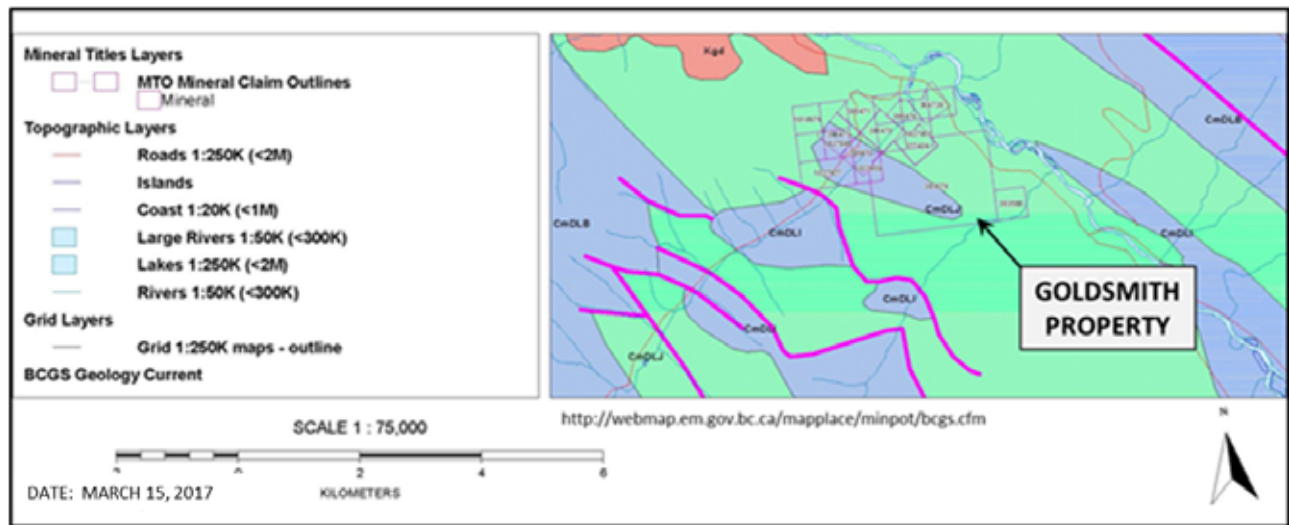 Mineral Titles Layers
MTO Mineral Claim Outlines
Mineral
Topographic Layers
Roads 1:250K (<2M)
Islands
Coast 1:20K (<1M)
Large Rivers 1:50K (<300K)
Lakes 1:250K (<2M)
Rivers 1:50K (<300K)
Grid Layers
Grid 1:250K maps - outline
BCGS Geology Current
Kgd
CmDLB
CmDLB
CmDLJ
CmDLI
CmDLI
CmDLI
CmDLJ
GOLDSMITH
PROPERTY
http://webmap.em.gov.bc.ca/mapplace/minpot/bcgs.cfm
SCALE 1 : 75,000
2 4 6
KILOMETERS
DATE: MARCH 15, 2017
N